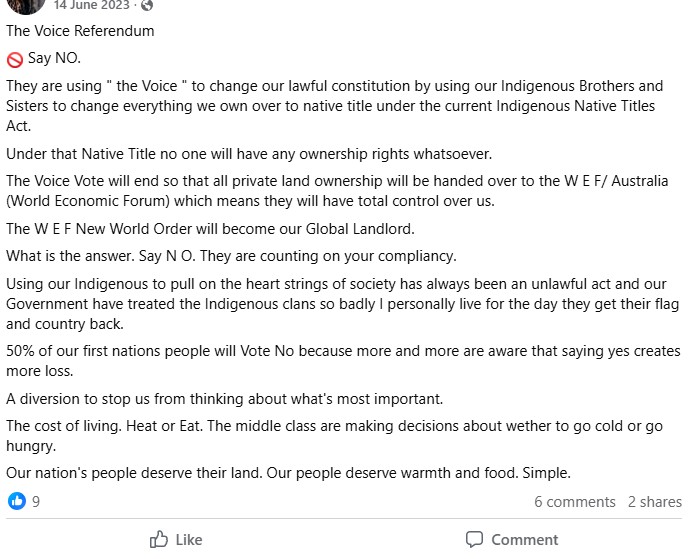 14 June 2023 ·
The Voice Referendum
🚫 Say NO.
They are using " the Voice " to change our lawful constitution by using our Indigenous Brothers and
Sisters to change everything we own over to native title under the current Indigenous Native Titles
Act.
Under that Native Title no one will have any ownership rights whatsoever.
The Voice Vote will end so that all private land ownership will be handed over to the W E F/ Australia
(World Economic Forum) which means they will have total control over us.
The W E F New World Order will become our Global Landlord.
What is the answer. Say N O. They are counting on your compliancy.
Using our Indigenous to pull on the heart strings of society has always been an unlawful act and our
Government have treated the Indigenous clans so badly I personally live for the day they get their flag
and country back.
50% of our first nations people will Vote No because more and more are aware that saying yes creates
more loss.
A diversion to stop us from thinking about what's most important.
The cost of living. Heat or Eat. The middle class are making decisions about wether to go cold or go
hungry.
Our nation's people deserve their land. Our people deserve warmth and food. Simple.
9
6 comments 2 shares
Like
Comment